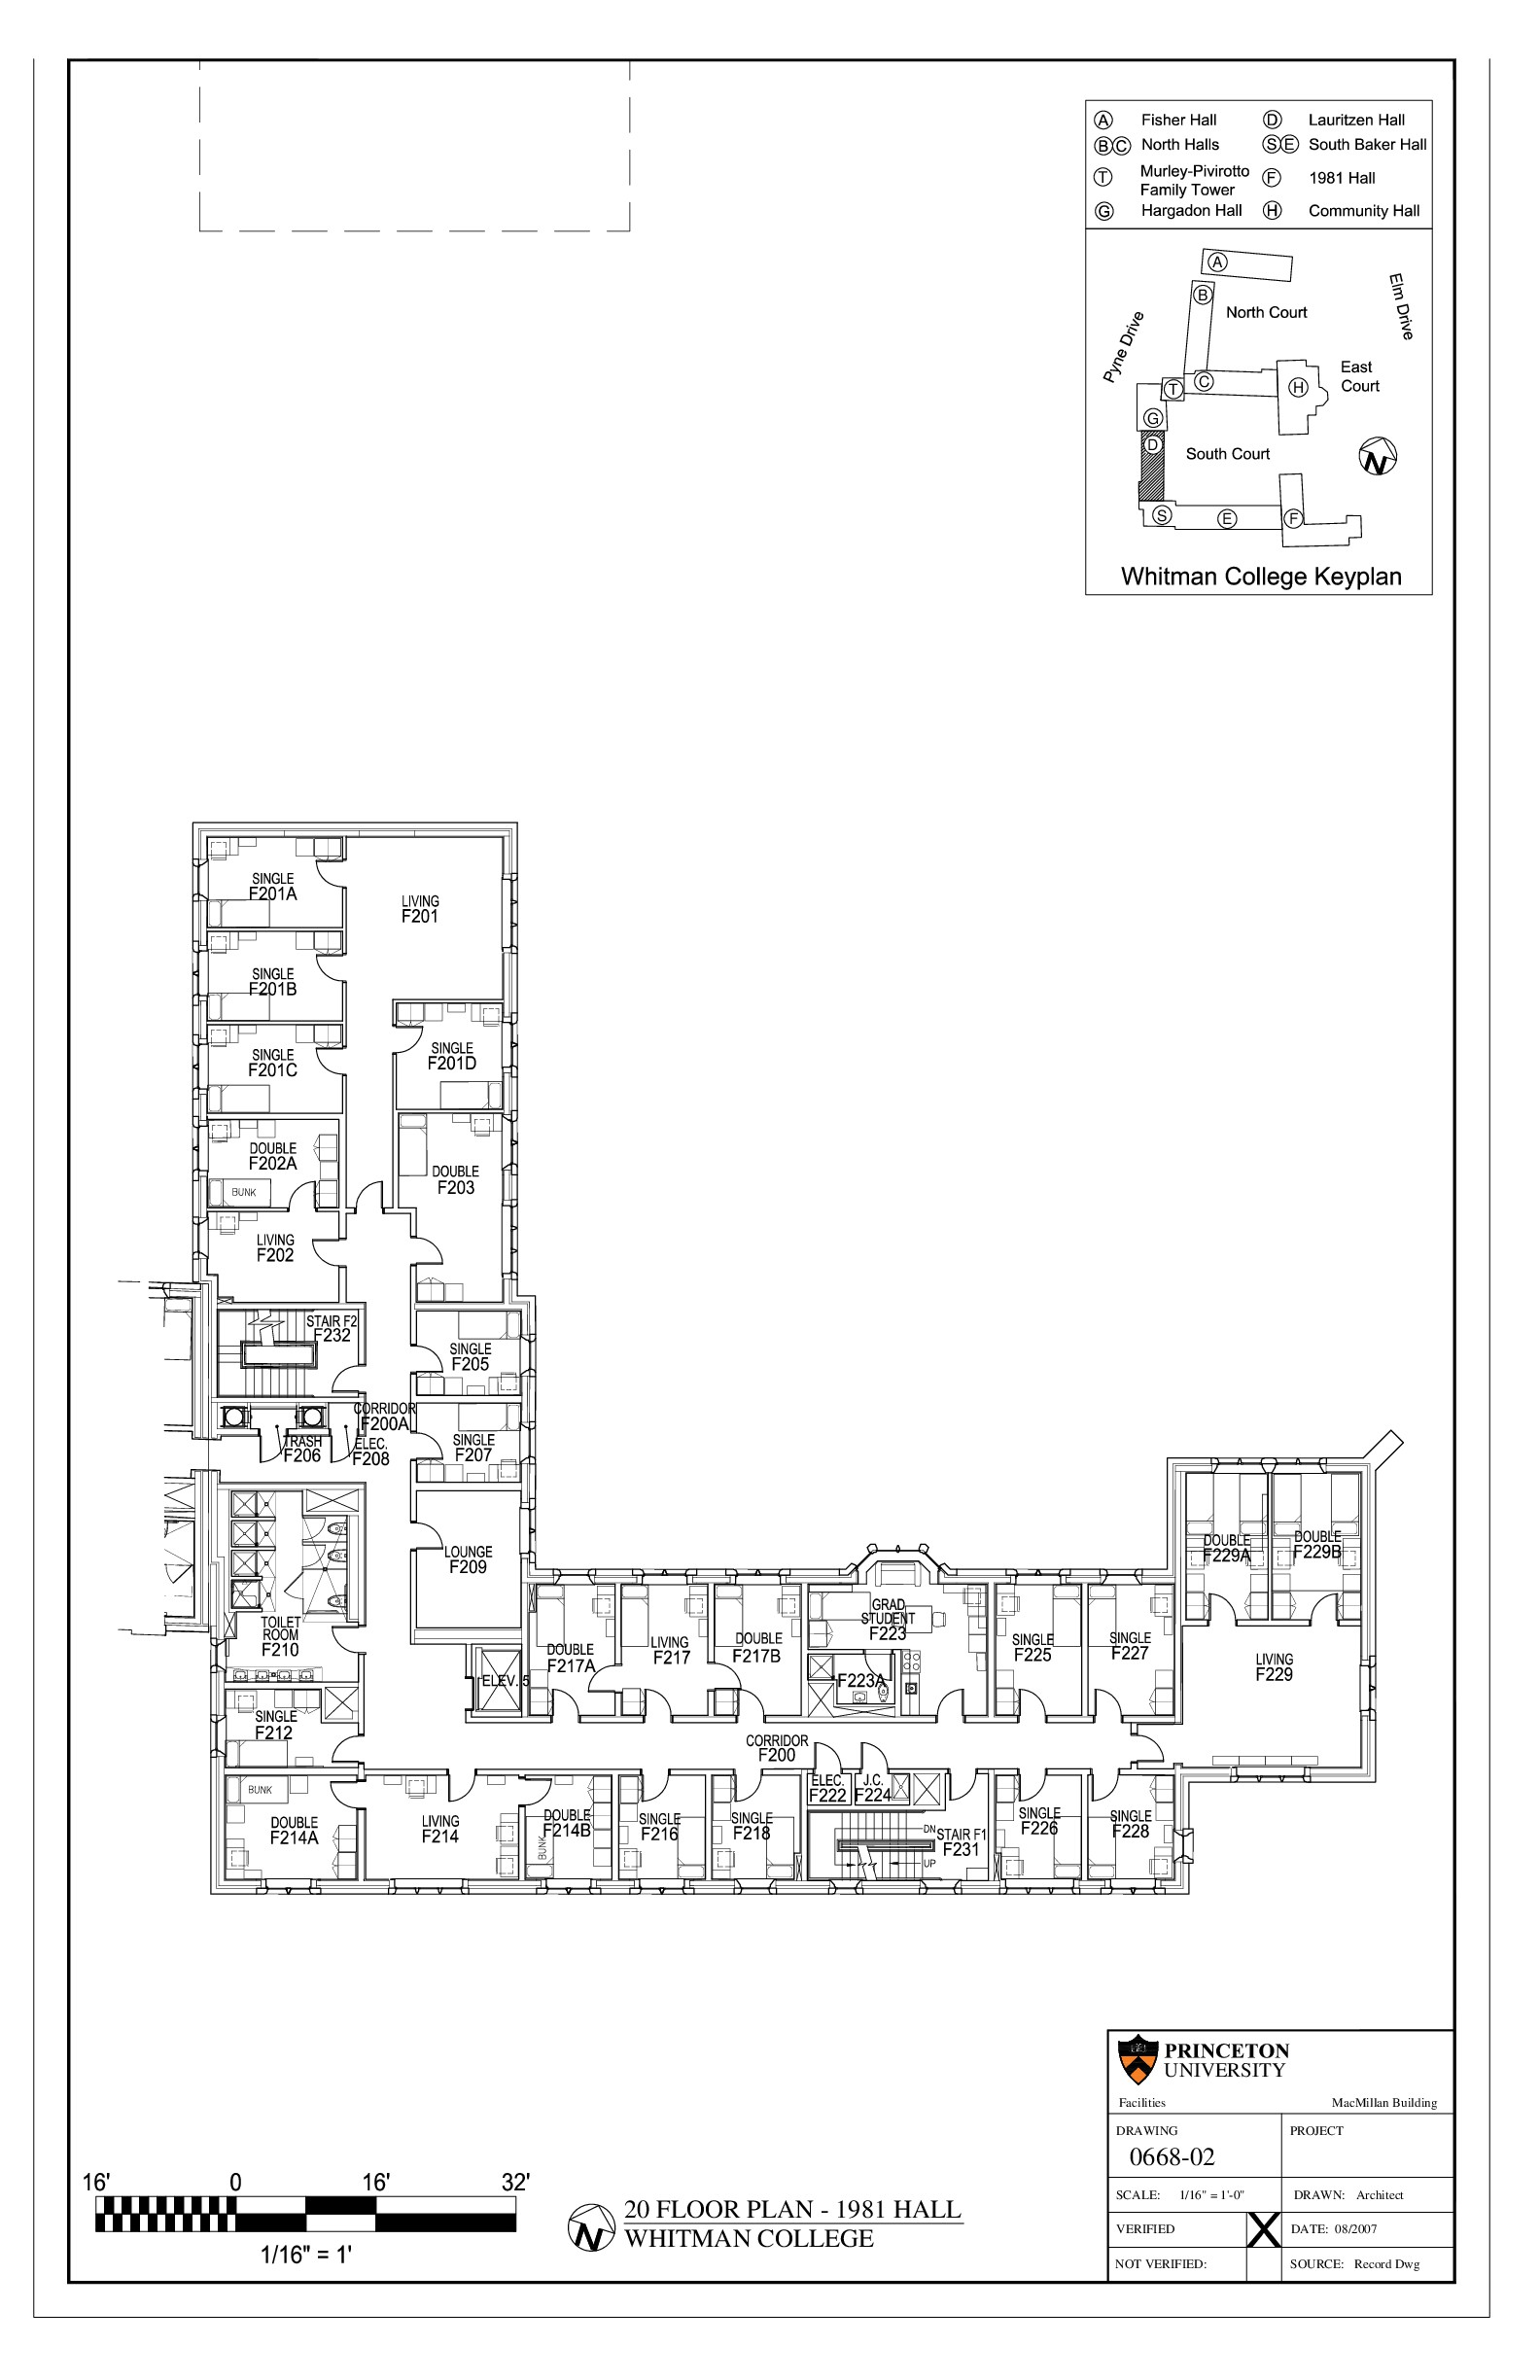 A Fisher Hall
D Lauritzen Hall
BC North Halls
SE South Baker Hall
T Murley-Pivirotto
Family Tower
F 1981 Hall
G Hargadon Hall
H Community Hall
A
B
North Court
Elm Drive
Pyne Drive
East
Court
T
C
H
G
D
South Court
N
S
E
F
Whitman College Keyplan
SINGLE
F201A
LIVING
F201
SINGLE
F201B
SINGLE
F201C
SINGLE
F201D
DOUBLE
F202A
BUNK
DOUBLE
F203
LIVING
F202
STAIR F2
F232
SINGLE
F205
CORRIDOR
F200A
TRASH
F206
ELEC.
F208
SINGLE
F207
LOUNGE
F209
TOILET
ROOM
F210
ELEV. 5
DOUBLE
F217A
LIVING
F217
DOUBLE
F217B
GRAD
STUDENT
F223
F223A
SINGLE
F225
SINGLE
F227
DOUBLE
F229A
DOUBLE
F229B
LIVING
F229
SINGLE
F212
CORRIDOR
F200
BUNK
DOUBLE
F214A
LIVING
F214
DOUBLE
F214B
BUNK
SINGLE
F216
SINGLE
F218
ELEC.
F222
J.C.
F224
DN
STAIR F1
F231
UP
SINGLE
F226
SINGLE
F228
PRINCETON
UNIVERSITY
Facilities MacMillan Building
DRAWING
0668-02
PROJECT
SCALE: 1/16" = 1'-0"
DRAWN: Architect
VERIFIED X
DATE: 08/2007
NOT VERIFIED:
SOURCE: Record Dwg
16' 0 16' 32'
1/16" = 1'
N
20 FLOOR PLAN - 1981 HALL
WHITMAN COLLEGE